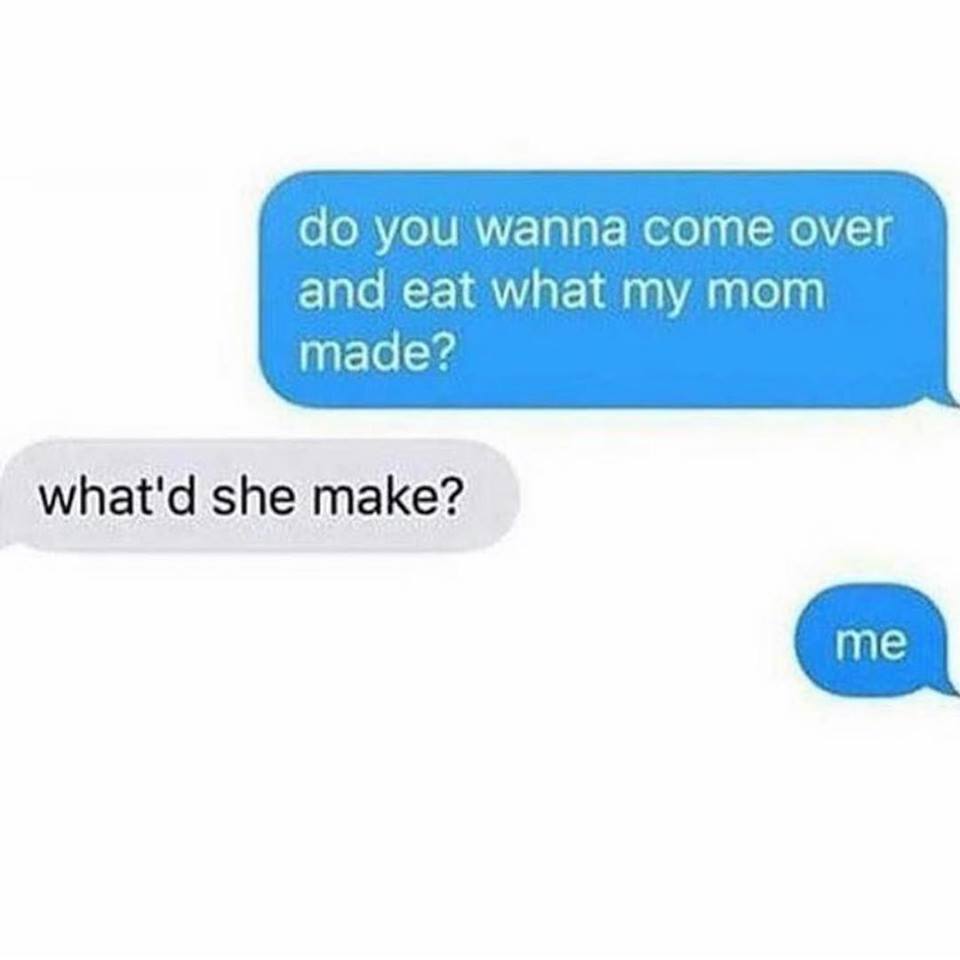 do you wanna come over
and eat what my mom
made?
what'd she make?
me